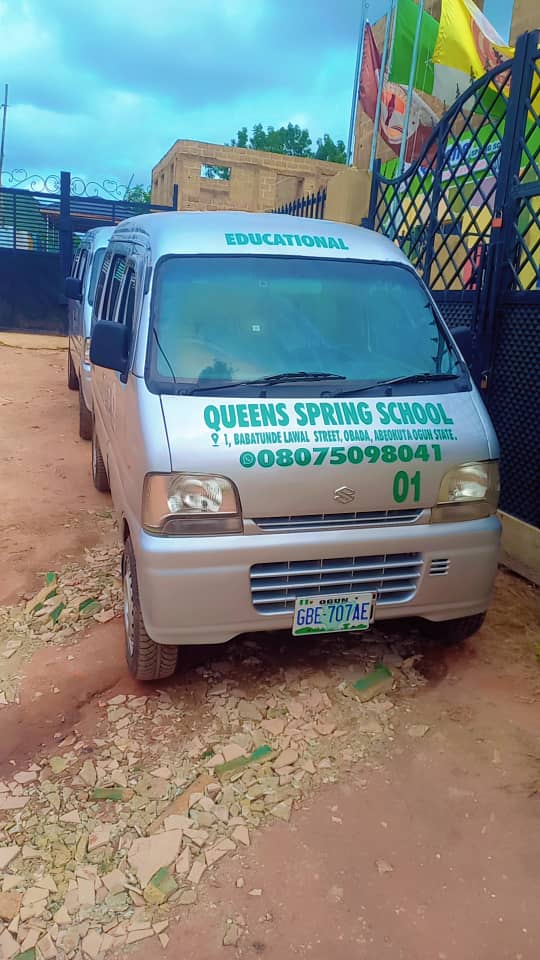 EDUCATIONAL
QUEENS SPRING SCHOOL
1, BABATUNDE LAWAL STREET, OBADA, ABEOKUTA OGUN STATE.
08075098041
01
OGUN
GBE-707AE